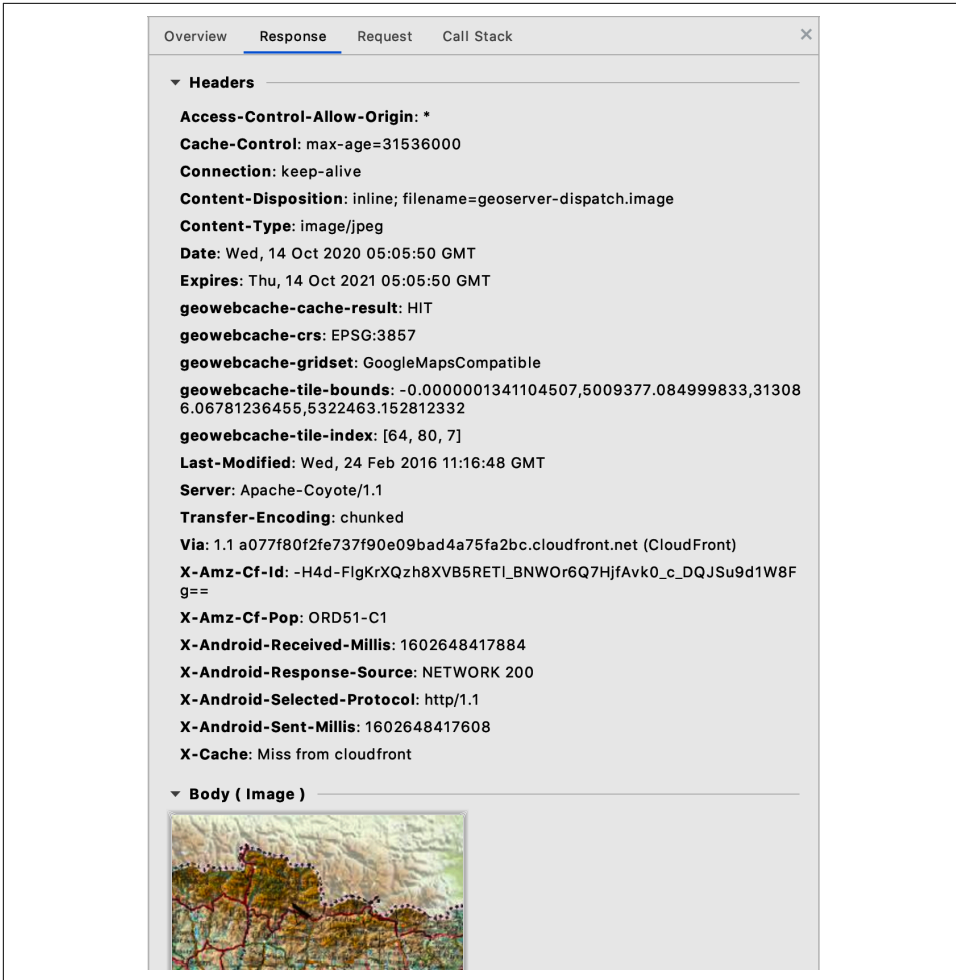 Overview Response Request Call Stack ×
Headers
Access-Control-Allow-Origin: *
Cache-Control: max-age=31536000
Connection: keep-alive
Content-Disposition: inline; filename=geoserver-dispatch.image
Content-Type: image/jpeg
Date: Wed, 14 Oct 2020 05:05:50 GMT
Expires: Thu, 14 Oct 2021 05:05:50 GMT
geowebcache-cache-result: HIT
geowebcache-crs: EPSG:3857
geowebcache-gridset: GoogleMapsCompatible
geowebcache-tile-bounds: -0.0000001341104507,5009377.084999833,31308
6.06781236455,5322463.152812332
geowebcache-tile-index: [64, 80, 7]
Last-Modified: Wed, 24 Feb 2016 11:16:48 GMT
Server: Apache-Coyote/1.1
Transfer-Encoding: chunked
Via: 1.1 a077f80f2fe737f90e09bad4a75fa2bc.cloudfront.net (CloudFront)
X-Amz-Cf-Id: -H4d-FlgKrXQzh8XVB5RETl_BNWOr6Q7HjfAvk0_c_DQJSu9d1W8F
g==
X-Amz-Cf-Pop: ORD51-C1
X-Android-Received-Millis: 1602648417884
X-Android-Response-Source: NETWORK 200
X-Android-Selected-Protocol: http/1.1
X-Android-Sent-Millis: 1602648417608
X-Cache: Miss from cloudfront
Body ( Image )